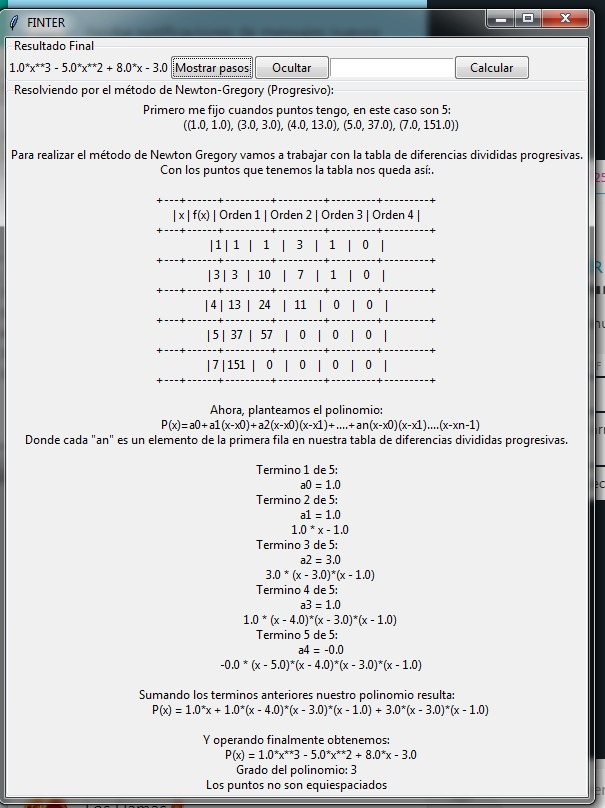 FINTER
Resultado Final
1.0*x**3 - 5.0*x**2 + 8.0*x - 3.0 Mostrar pasos Ocultar Calcular
Resolviendo por el método de Newton-Gregory (Progresivo):
Primero me fijo cuandos puntos tengo, en este caso son 5:
((1.0, 1.0), (3.0, 3.0), (4.0, 13.0), (5.0, 37.0), (7.0, 151.0))
Para realizar el método de Newton Gregory vamos a trabajar con la tabla de diferencias divididas progresivas.
Con los puntos que tenemos la tabla nos queda así:.
+---+------+---------+---------+---------+---------+
| x | f(x) | Orden 1 | Orden 2 | Orden 3 | Orden 4 |
+---+------+---------+---------+---------+---------+
| 1 | 1 | 1 | 3 | 1 | 0 |
+---+------+---------+---------+---------+---------+
| 3 | 3 | 10 | 7 | 1 | 0 |
+---+------+---------+---------+---------+---------+
| 4 | 13 | 24 | 11 | 0 | 0 |
+---+------+---------+---------+---------+---------+
| 5 | 37 | 57 | 0 | 0 | 0 |
+---+------+---------+---------+---------+---------+
| 7 | 151 | 0 | 0 | 0 | 0 |
+---+------+---------+---------+---------+---------+
Ahora, planteamos el polinomio:
P(x)=a0+a1(x-x0)+a2(x-x0)(x-x1)+....+an(x-x0)(x-x1)....(x-xn-1)
Donde cada "an" es un elemento de la primera fila en nuestra tabla de diferencias divididas progresivas.
Termino 1 de 5:
a0 = 1.0
Termino 2 de 5:
a1 = 1.0
1.0 * x - 1.0
Termino 3 de 5:
a2 = 3.0
3.0 * (x - 3.0)*(x - 1.0)
Termino 4 de 5:
a3 = 1.0
1.0 * (x - 4.0)*(x - 3.0)*(x - 1.0)
Termino 5 de 5:
a4 = -0.0
-0.0 * (x - 5.0)*(x - 4.0)*(x - 3.0)*(x - 1.0)
Sumando los terminos anteriores nuestro polinomio resulta:
P(x) = 1.0*x + 1.0*(x - 4.0)*(x - 3.0)*(x - 1.0) + 3.0*(x - 3.0)*(x - 1.0)
Y operando finalmente obtenemos:
P(x) = 1.0*x**3 - 5.0*x**2 + 8.0*x - 3.0
Grado del polinomio: 3
Los puntos no son equiespaciados